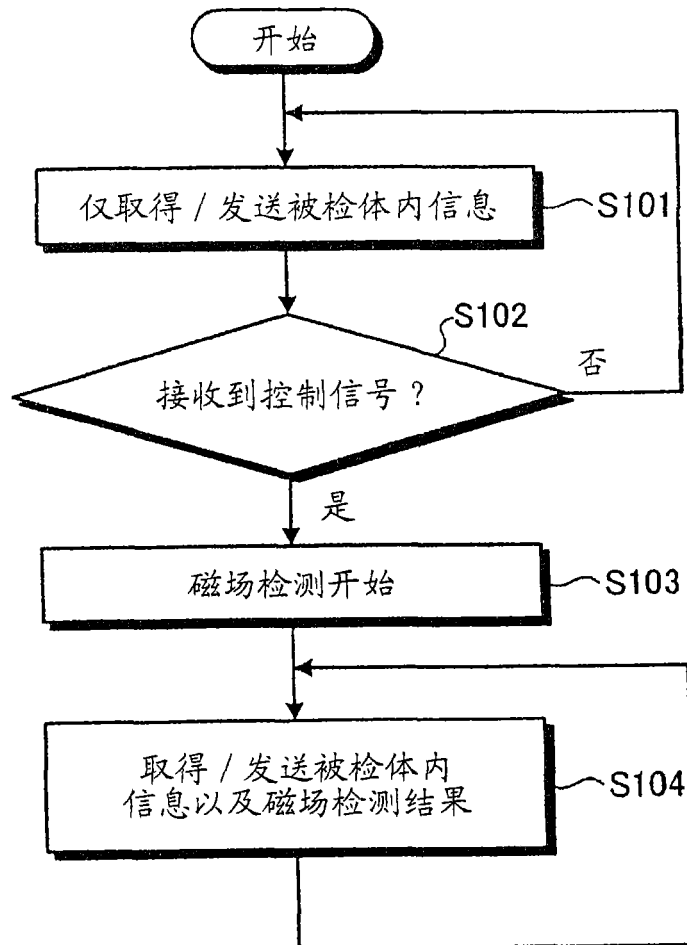 开始
仅取得/发送被检体内信息
S101
S102
接收到控制信号?
否
是
磁场检测开始
S103
取得/发送被检体内
信息以及磁场检测结果
S104